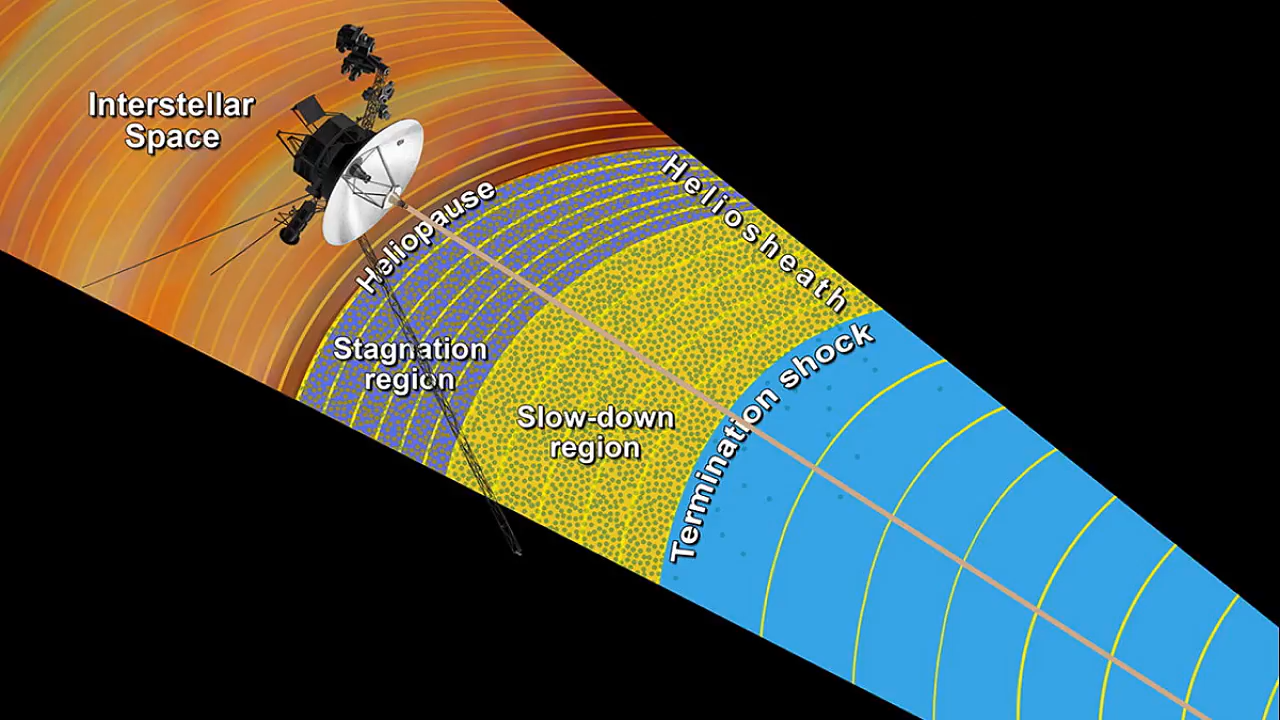 Interstellar
Space
Heliopause
Heliosheath
Stagnation
region
Slow-down
region
Termination shock